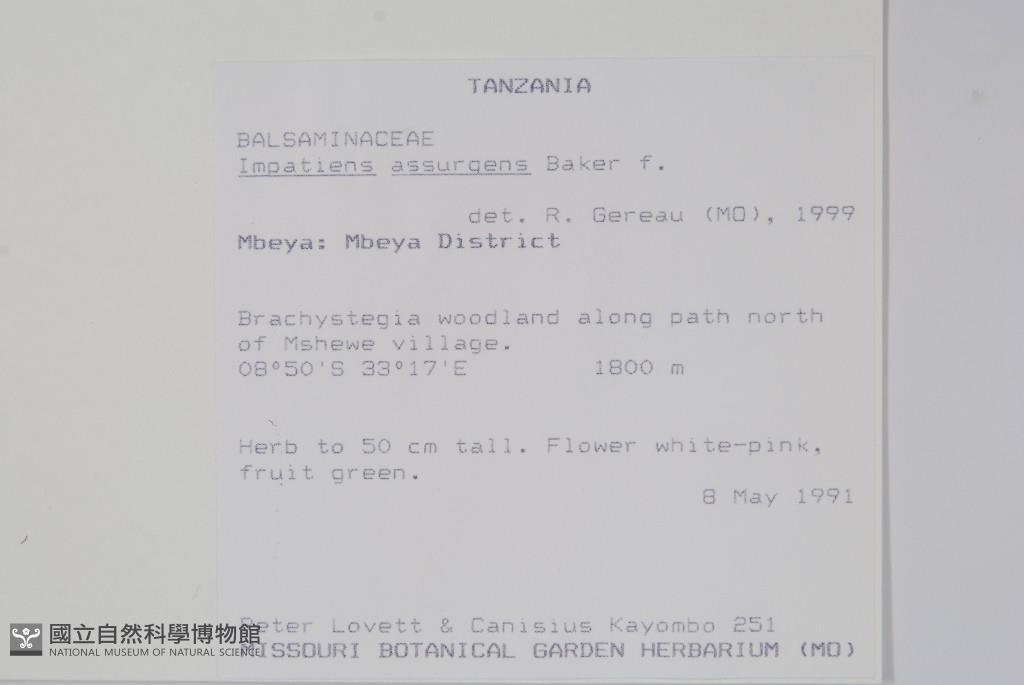 TANZANIA
BALSAMINACEAE
Impatiens assurgens Baker f.
det. R. Gereau (MO), 1999
Mbeya: Mbeya District
Brachystegia woodland along path north
of Mshewe village.
08°50'S 33°17'E 1800 m
Herb to 50 cm tall. Flower white-pink,
fruit green.
8 May 1991
Peter Lovett & Canisius Kayombo 251
MISSOURI BOTANICAL GARDEN HERBARIUM (MO)
國立自然科學博物館
NATIONAL MUSEUM OF NATURAL SCIENCE